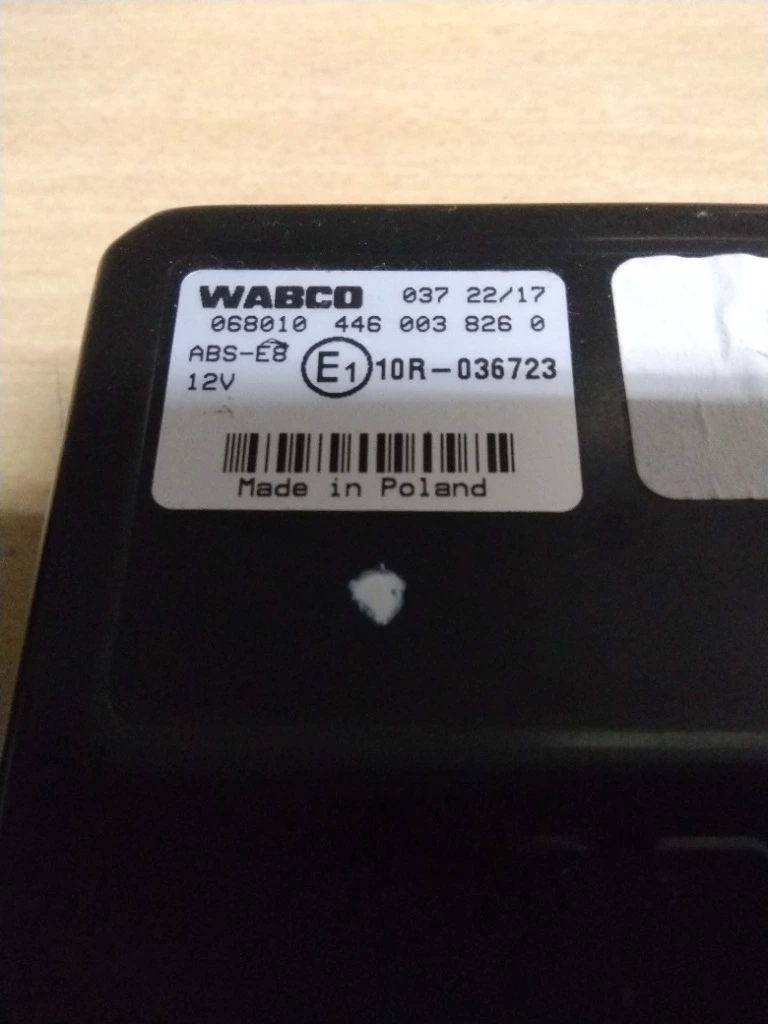 WABCO 037 22/17
068010 446 003 826 0
ABS-E8
12V
E1 10R-036723
Made in Poland